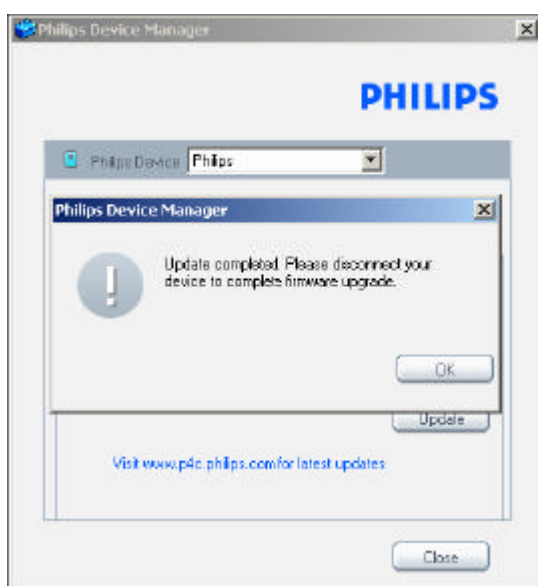 Philips Device Manager
PHILIPS
Philips Device Philips
Philips Device Manager
Update completed. Please disconnect your
device to complete firmware upgrade.
OK
Update
Visit www.p4c.philips.com for latest updates
Close